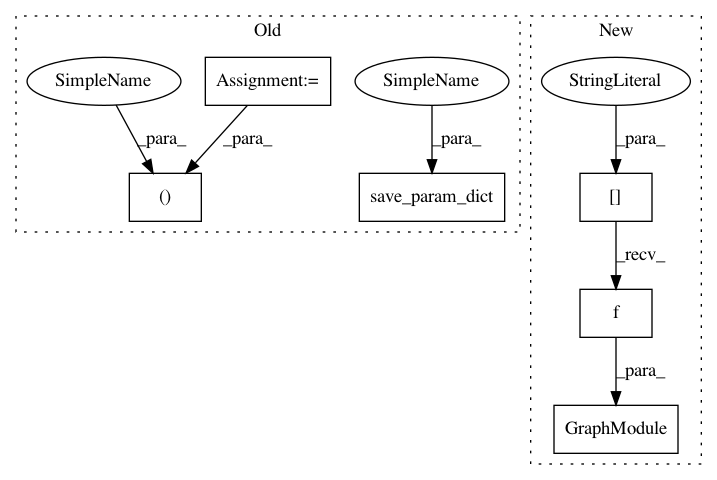 Old
New
SimpleName
Assignment:=
SimpleName
StringLiteral
_para_
_para_
_para_
_para_
()
save_param_dict
[]
_recv_
f
_para_
GraphModule